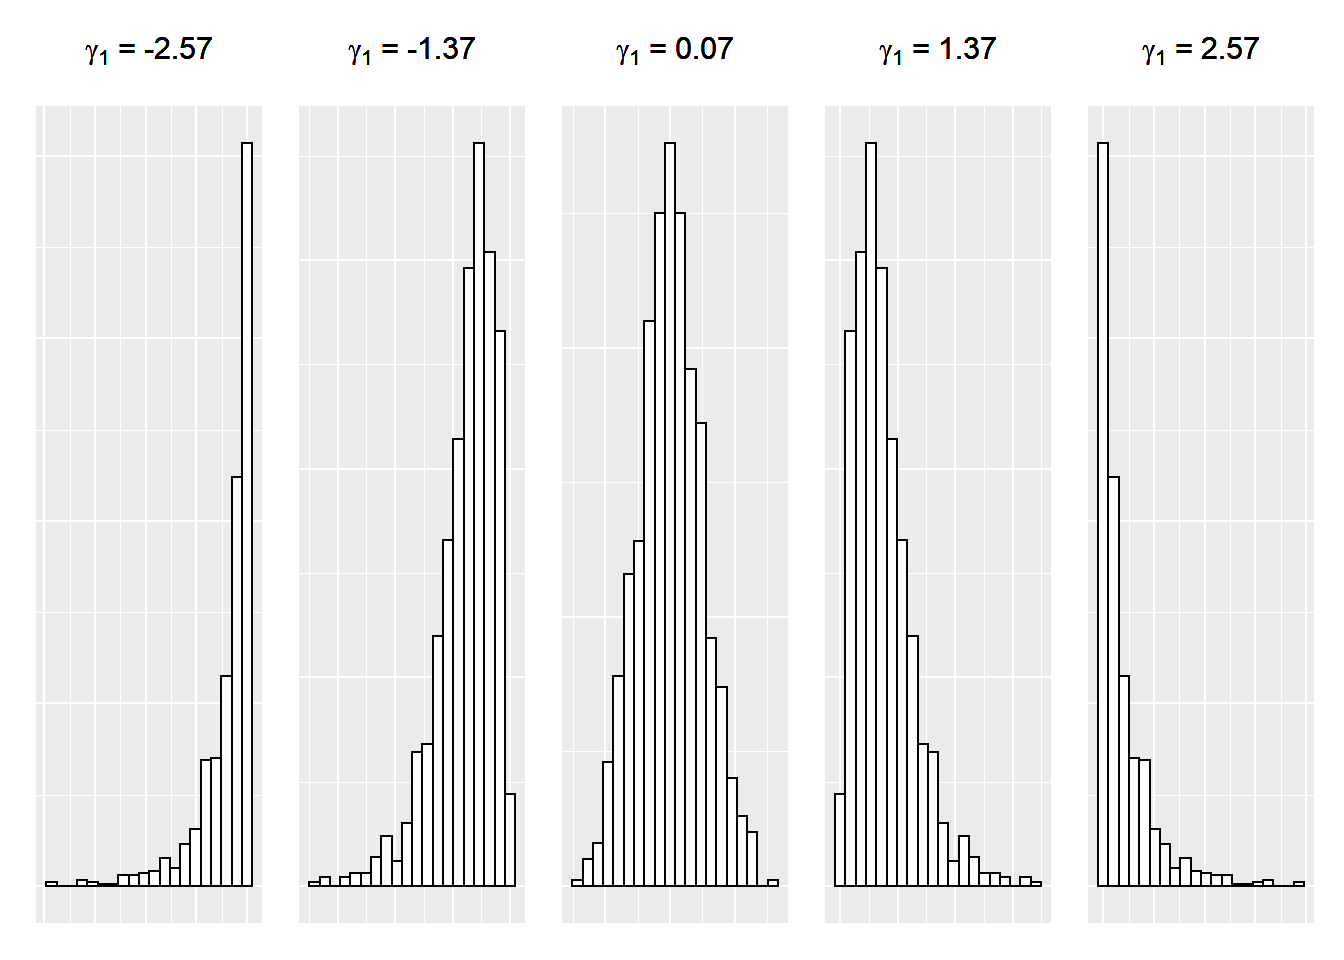 γ₁ = -2.57
γ₁ = -1.37
γ₁ = 0.07
γ₁ = 1.37
γ₁ = 2.57